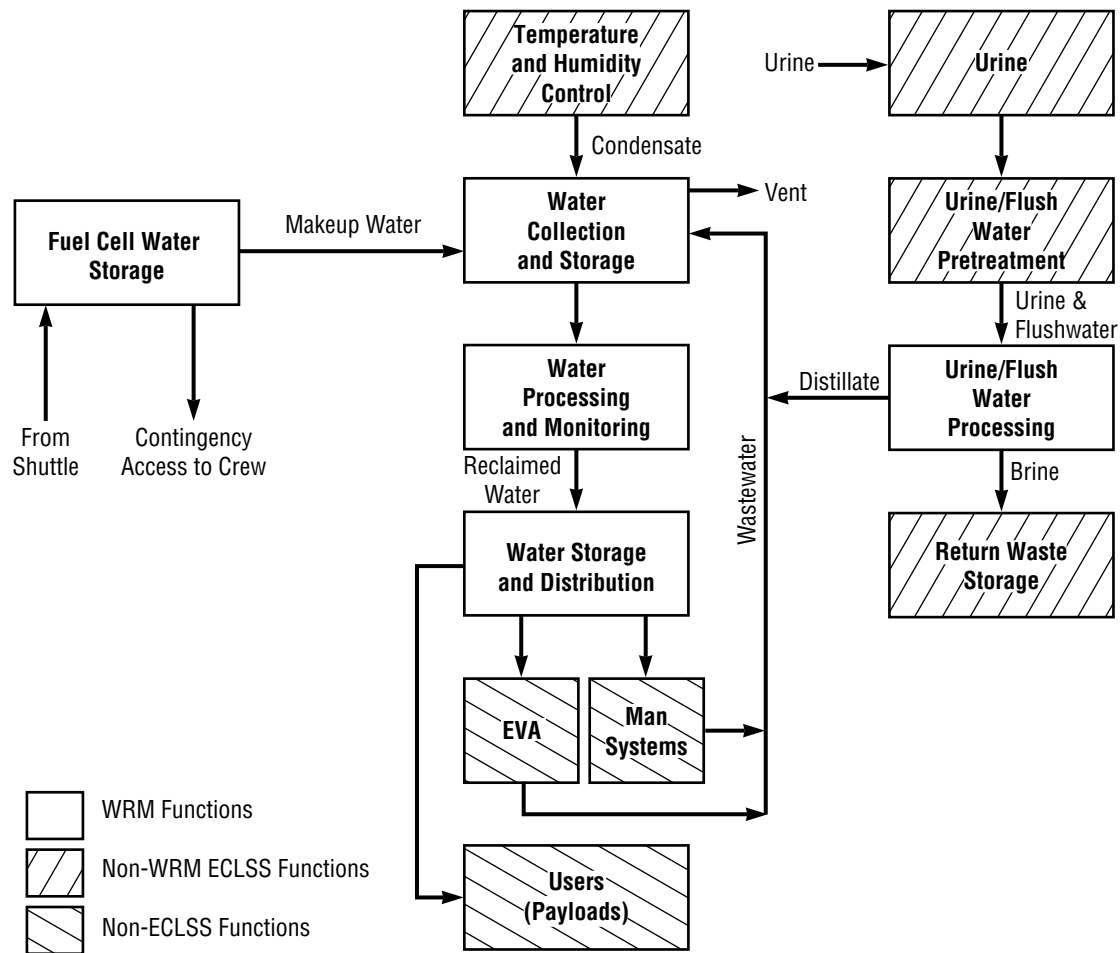 Temperature
and Humidity
Control
Urine
Urine
Condensate
Vent
Water
Collection
and Storage
Urine/Flush
Water
Pretreatment
Makeup Water
Fuel Cell Water
Storage
Urine &
Flushwater
Water
Processing
and Monitoring
Distillate
Urine/Flush
Water
Processing
From
Shuttle
Contingency
Access to Crew
Reclaimed
Water
Wastewater
Brine
Water Storage
and Distribution
Return Waste
Storage
EVA
Man
Systems
WRM Functions
Non-WRM ECLSS Functions
Non-ECLSS Functions
Users
(Payloads)